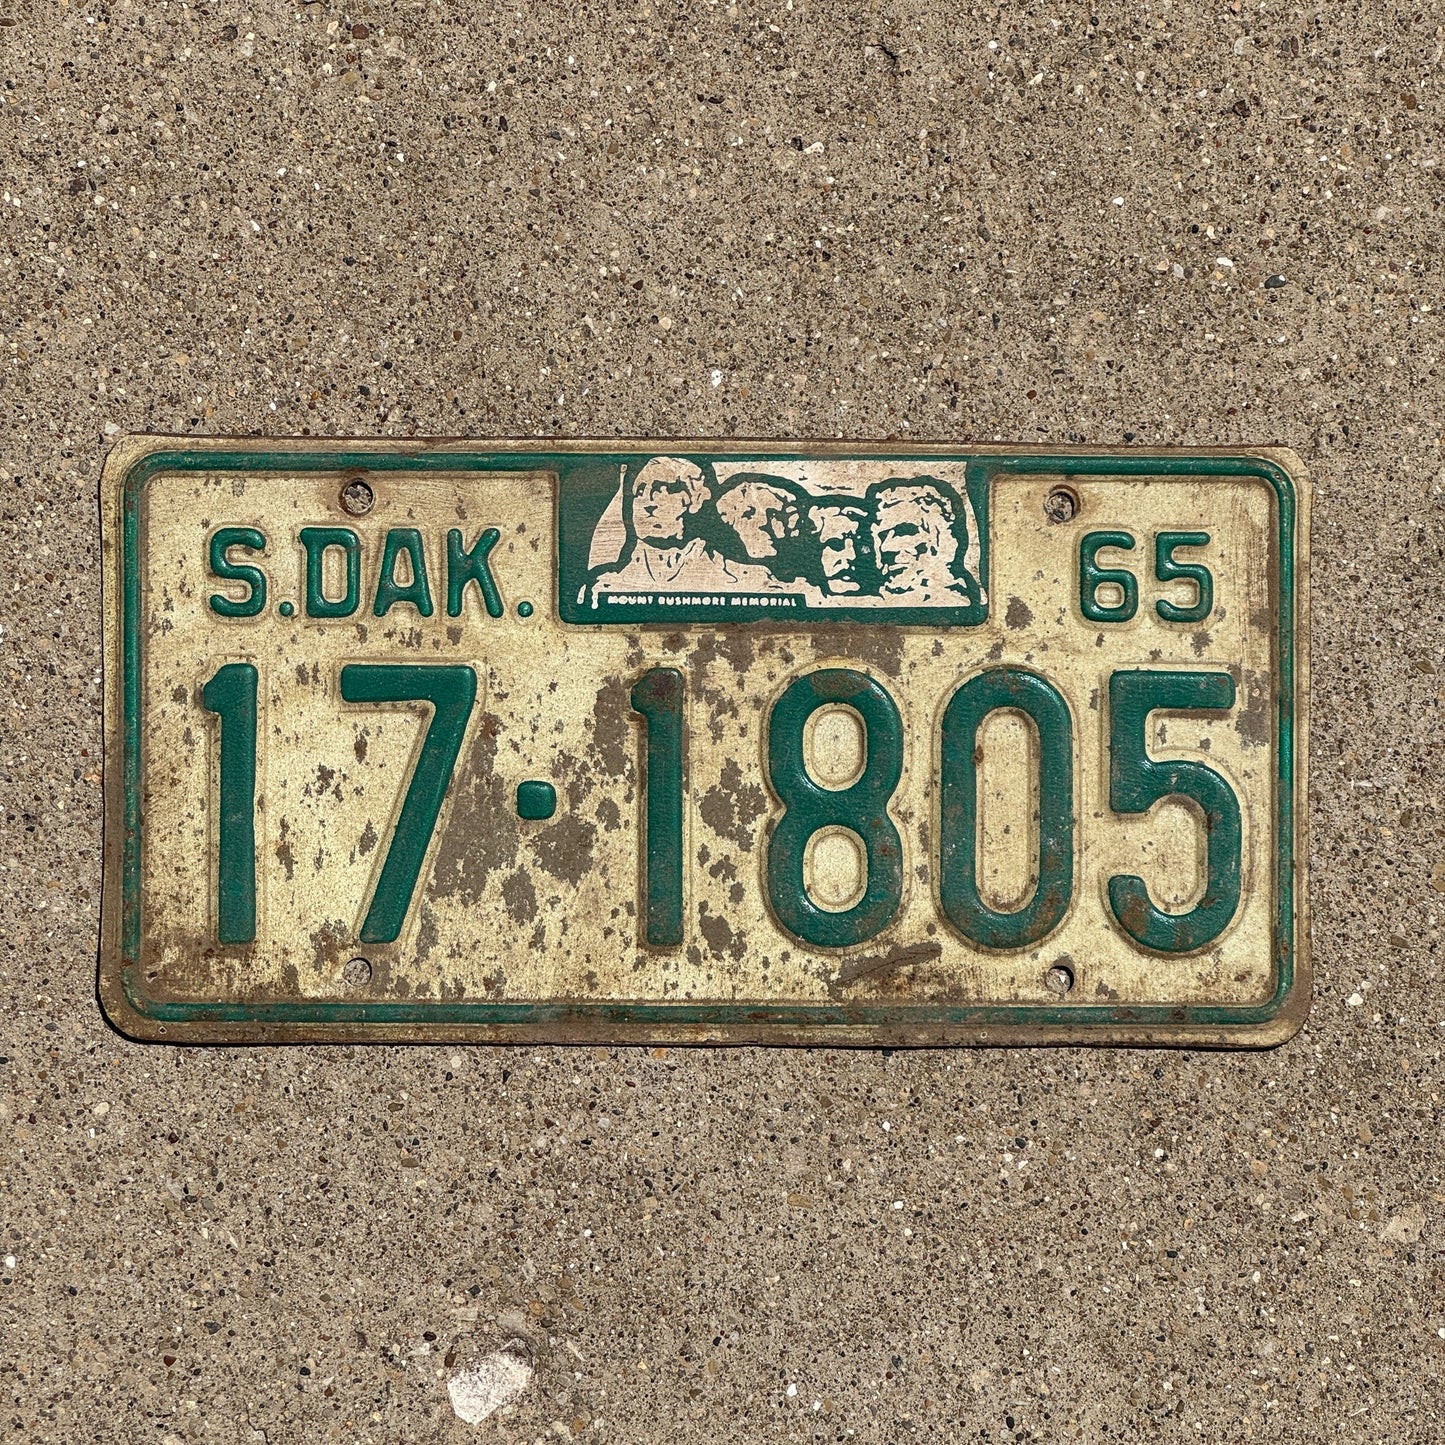 S.DAK. 65
MOUNT RUSHMORE MEMORIAL
17·1805